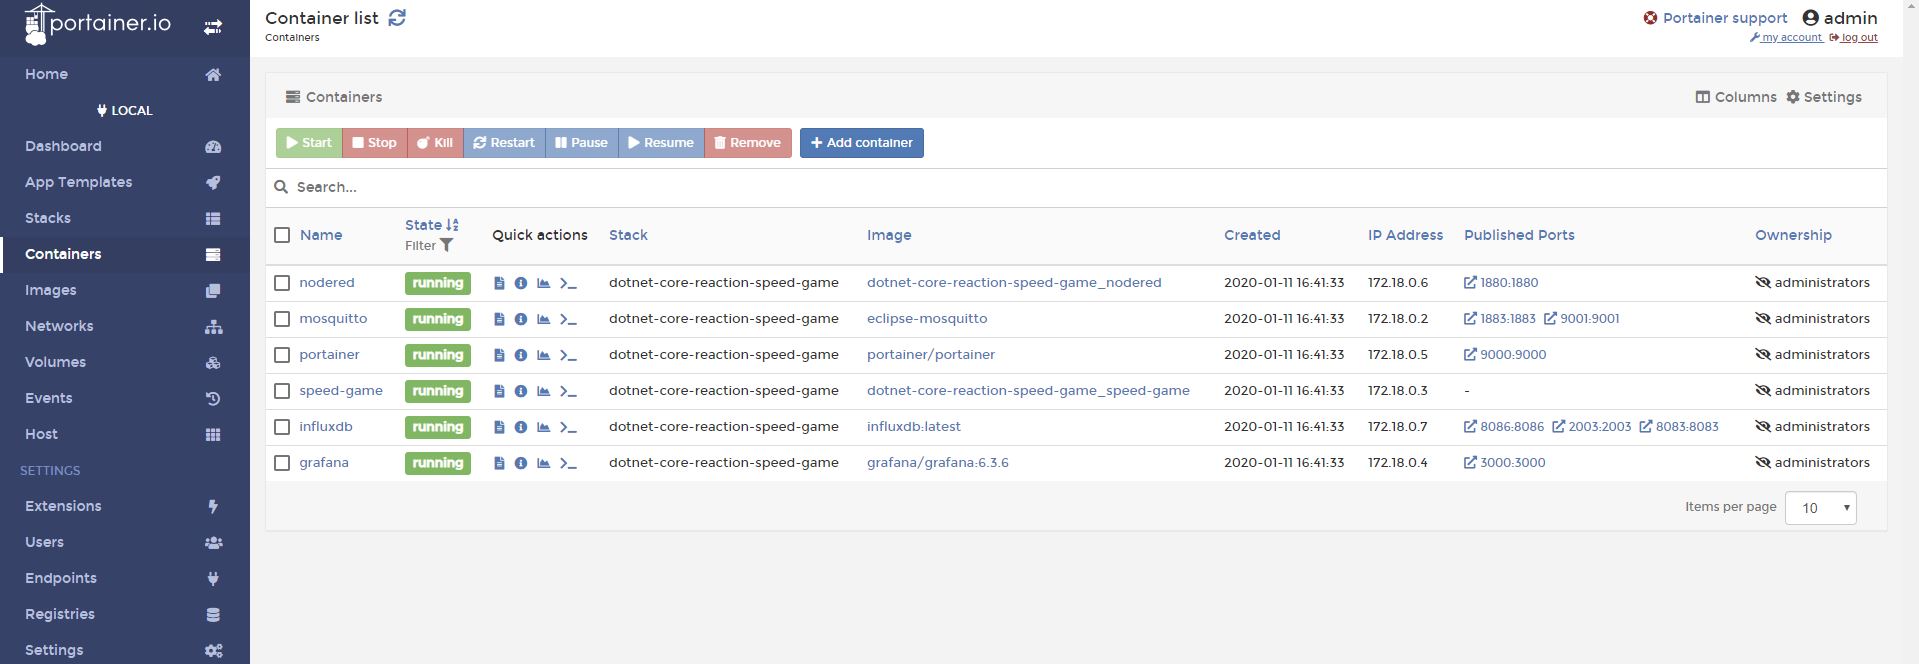 portainer.io
Home
LOCAL
Dashboard
App Templates
Stacks
Containers
Images
Networks
Volumes
Events
Host
SETTINGS
Extensions
Users
Endpoints
Registries
Settings
Container list
Containers
Portainer support admin
my account log out
Containers
Columns Settings
Start Stop Kill Restart Pause Resume Remove Add container
Search...
Name State Filter Quick actions Stack Image Created IP Address Published Ports Ownership
nodered running dotnet-core-reaction-speed-game dotnet-core-reaction-speed-game_nodered 2020-01-11 16:41:33 172.18.0.6 1880:1880 administrators
mosquitto running dotnet-core-reaction-speed-game eclipse-mosquitto 2020-01-11 16:41:33 172.18.0.2 1883:1883 9001:9001 administrators
portainer running dotnet-core-reaction-speed-game portainer/portainer 2020-01-11 16:41:33 172.18.0.5 9000:9000 administrators
speed-game running dotnet-core-reaction-speed-game dotnet-core-reaction-speed-game_speed-game 2020-01-11 16:41:33 172.18.0.3 - administrators
influxdb running dotnet-core-reaction-speed-game influxdb:latest 2020-01-11 16:41:33 172.18.0.7 8086:8086 2003:2003 8083:8083 administrators
grafana running dotnet-core-reaction-speed-game grafana/grafana:6.3.6 2020-01-11 16:41:33 172.18.0.4 3000:3000 administrators
Items per page 10